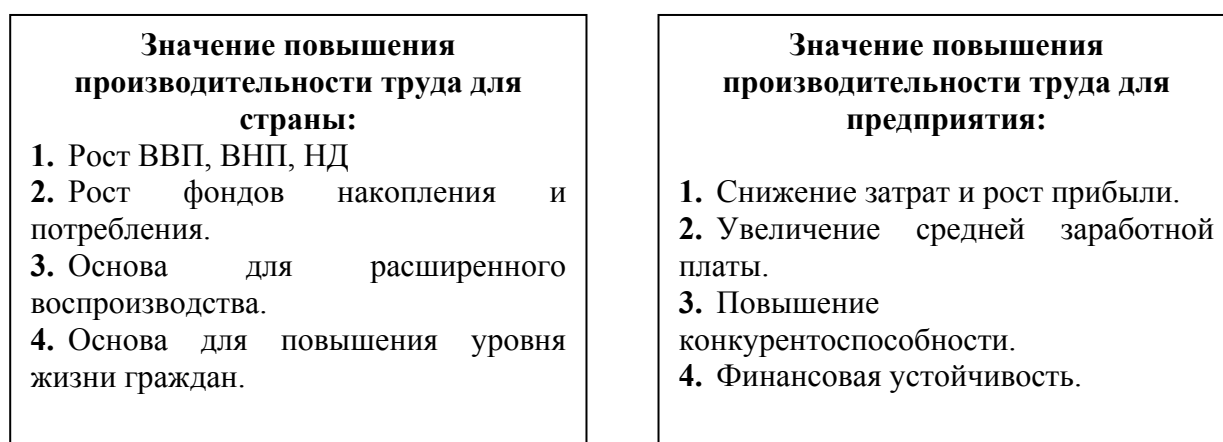 Значение повышения
производительности труда для
страны:
1. Рост ВВП, ВНП, НД
2. Рост фондов накопления и
потребления.
3. Основа для расширенного
воспроизводства.
4. Основа для повышения уровня
жизни граждан.
Значение повышения
производительности труда для
предприятия:
1. Снижение затрат и рост прибыли.
2. Увеличение средней заработной
платы.
3. Повышение
конкурентоспособности.
4. Финансовая устойчивость.